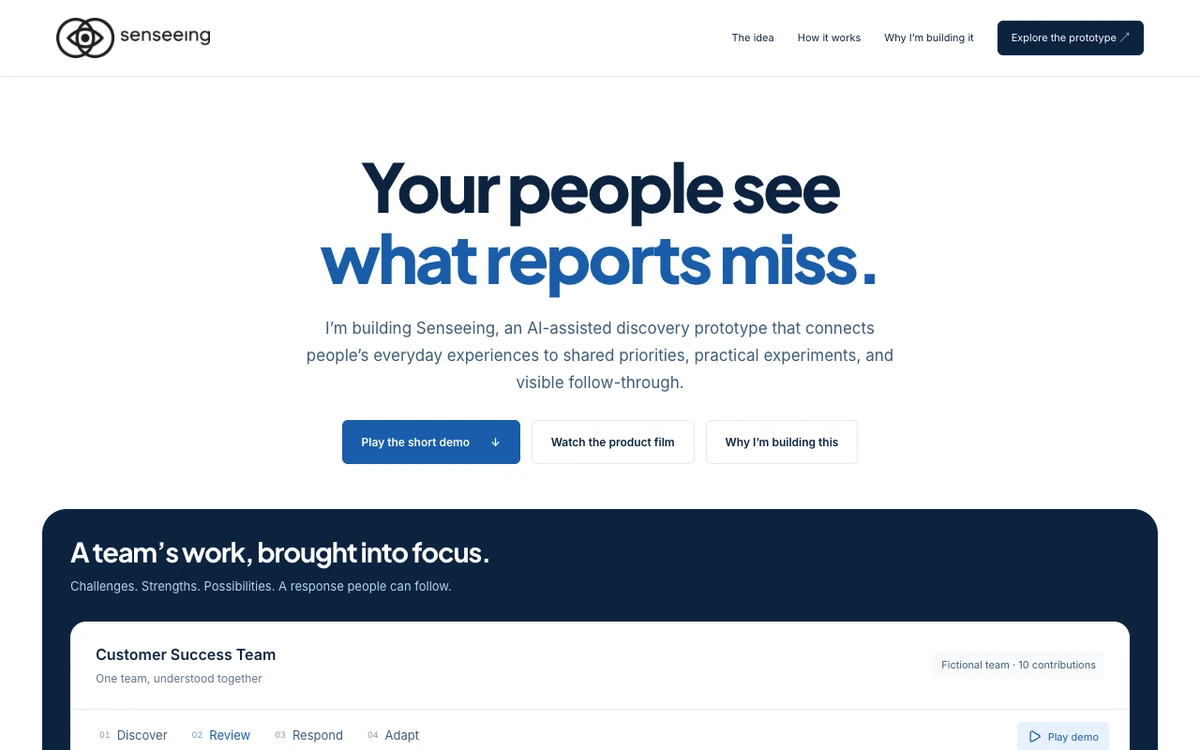 senseeing
The idea
How it works
Why I'm building it
Explore the prototype ↗
Your people see
what reports miss.
I'm building Senseeing, an AI-assisted discovery prototype that connects
people's everyday experiences to shared priorities, practical experiments, and
visible follow-through.
Play the short demo ↓
Watch the product film
Why I'm building this
A team's work, brought into focus.
Challenges. Strengths. Possibilities. A response people can follow.
Customer Success Team
One team, understood together
Fictional team · 10 contributions
01 Discover
02 Review
03 Respond
04 Adapt
Play demo